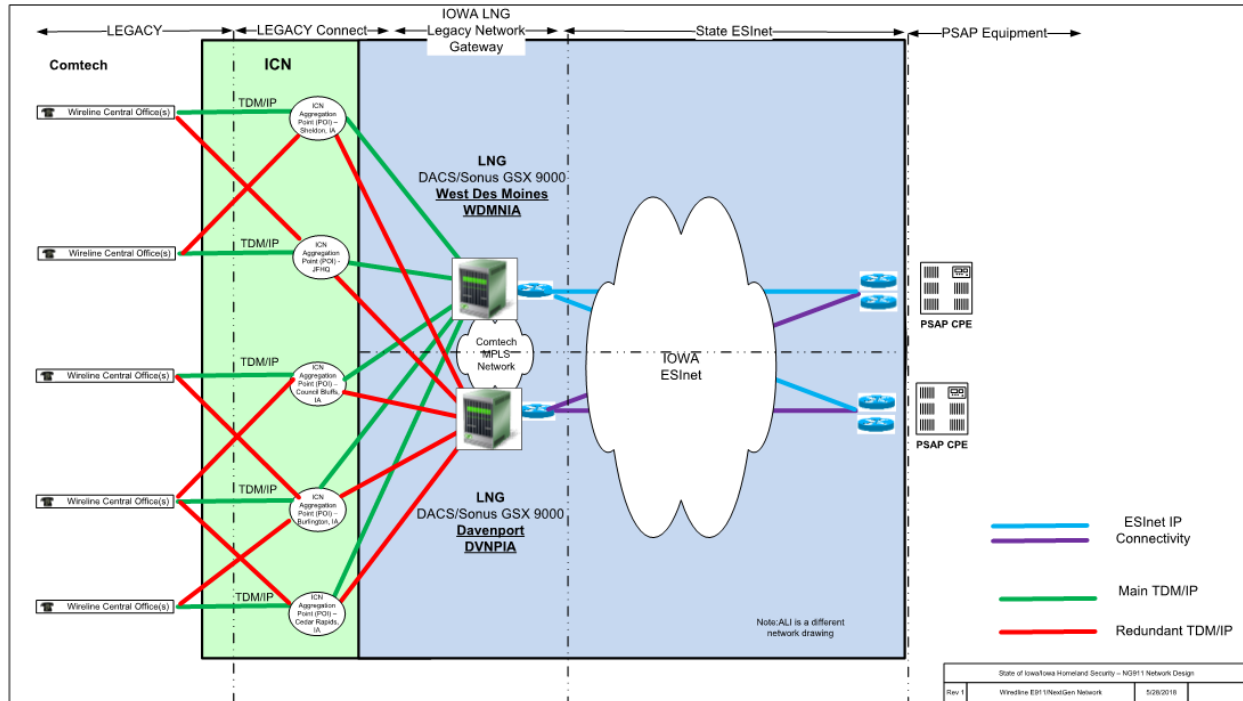 LEGACY
LEGACY Connect
IOWA LNG
Legacy Network
Gateway
State ESInet
PSAP Equipment
Comtech
ICN
Wireline Central Office(s)
TDM/IP
ICN
Aggregation
Point (POI) –
Sheldon, IA
LNG
DACS/Sonus GSX 9000
West Des Moines
WDMNIA
Wireline Central Office(s)
TDM/IP
ICN
Aggregation
Point (POI) -
JFHQ
PSAP CPE
Comtech
MPLS
Network
IOWA
ESInet
Wireline Central Office(s)
TDM/IP
ICN
Aggregation
Point (POI) –
Council Bluffs,
IA
PSAP CPE
Wireline Central Office(s)
TDM/IP
ICN
Aggregation
Point (POI) –
Burlington, IA
LNG
DACS/Sonus GSX 9000
Davenport
DVNPIA
ESInet IP
Connectivity
Wireline Central Office(s)
TDM/IP
ICN
Aggregation
Point (POI) –
Cedar Rapids,
IA
Main TDM/IP
Redundant TDM/IP
Note:ALI is a different
network drawing
State of Iowa/Iowa Homeland Security – NG911 Network Design
Rev 1
Wiredline E911/NextGen Network
5/28/2018